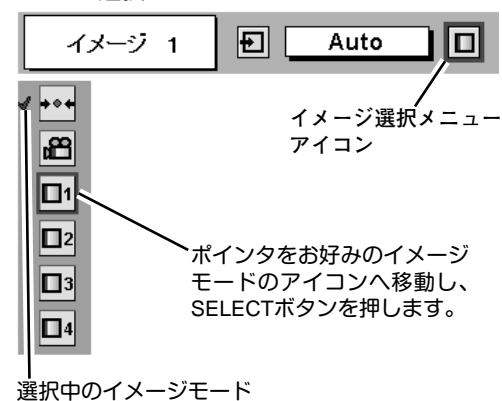 イメージ 1
Auto
イメージ選択メニュー
アイコン
1
2
3
4
ポインタをお好みのイメージ
モードのアイコンへ移動し、
SELECTボタンを押します。
選択中のイメージモード